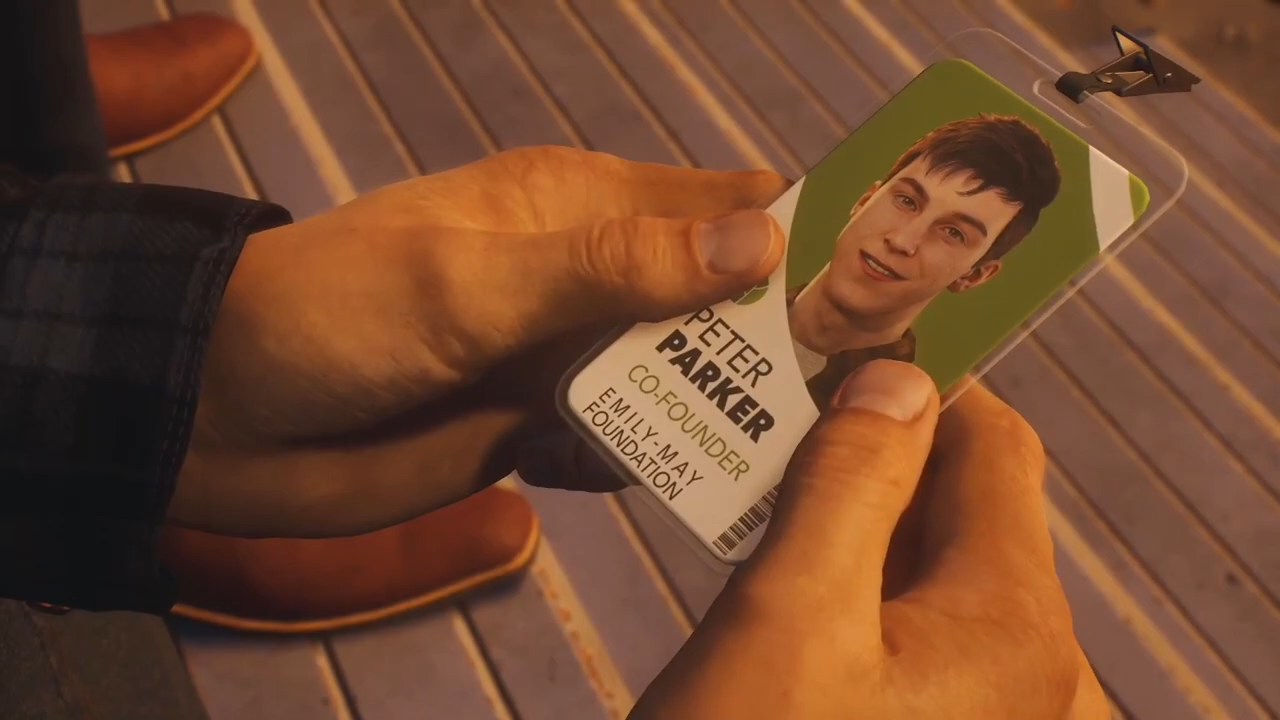 PETER
PARKER
CO-FOUNDER
EMILY-MAY
FOUNDATION